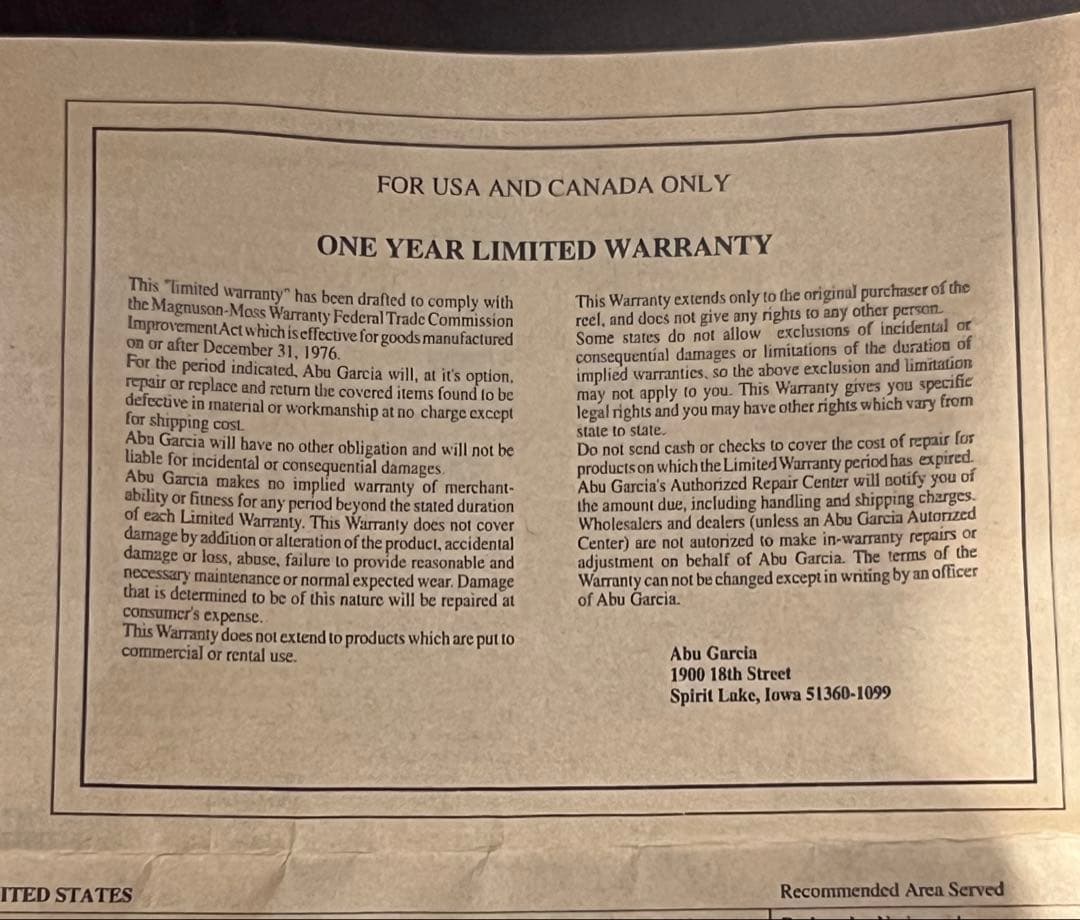 FOR USA AND CANADA ONLY
ONE YEAR LIMITED WARRANTY
This "limited warranty" has been drafted to comply with
the Magnuson-Moss Warranty Federal Trade Commission
Improvement Act which is effective for goods manufactured
on or after December 31, 1976.
For the period indicated, Abu Garcia will, at it's option,
repair or replace and return the covered items found to be
defective in material or workmanship at no charge except
for shipping cost.
Abu Garcia will have no other obligation and will not be
liable for incidental or consequential damages.
Abu Garcia makes no implied warranty of merchant-
ability or fitness for any period beyond the stated duration
of each Limited Warranty. This Warranty does not cover
damage by addition or alteration of the product, accidental
damage or loss, abuse, failure to provide reasonable and
necessary maintenance or normal expected wear. Damage
that is determined to be of this nature will be repaired at
consumer's expense.
This Warranty does not extend to products which are put to
commercial or rental use.
This Warranty extends only to the original purchaser of the
reel, and does not give any rights to any other person.
Some states do not allow exclusions of incidental or
consequential damages or limitations of the duration of
implied warranties, so the above exclusion and limitation
may not apply to you. This Warranty gives you specific
legal rights and you may have other rights which vary from
state to state.
Do not send cash or checks to cover the cost of repair for
products on which the Limited Warranty period has expired.
Abu Garcia's Authorized Repair Center will notify you of
the amount due, including handling and shipping charges.
Wholesalers and dealers (unless an Abu Garcia Autorized
Center) are not autorized to make in-warranty repairs or
adjustment on behalf of Abu Garcia. The terms of the
Warranty can not be changed except in writing by an officer
of Abu Garcia.
Abu Garcia
1900 18th Street
Spirit Lake, Iowa 51360-1099
ITED STATES
Recommended Area Served